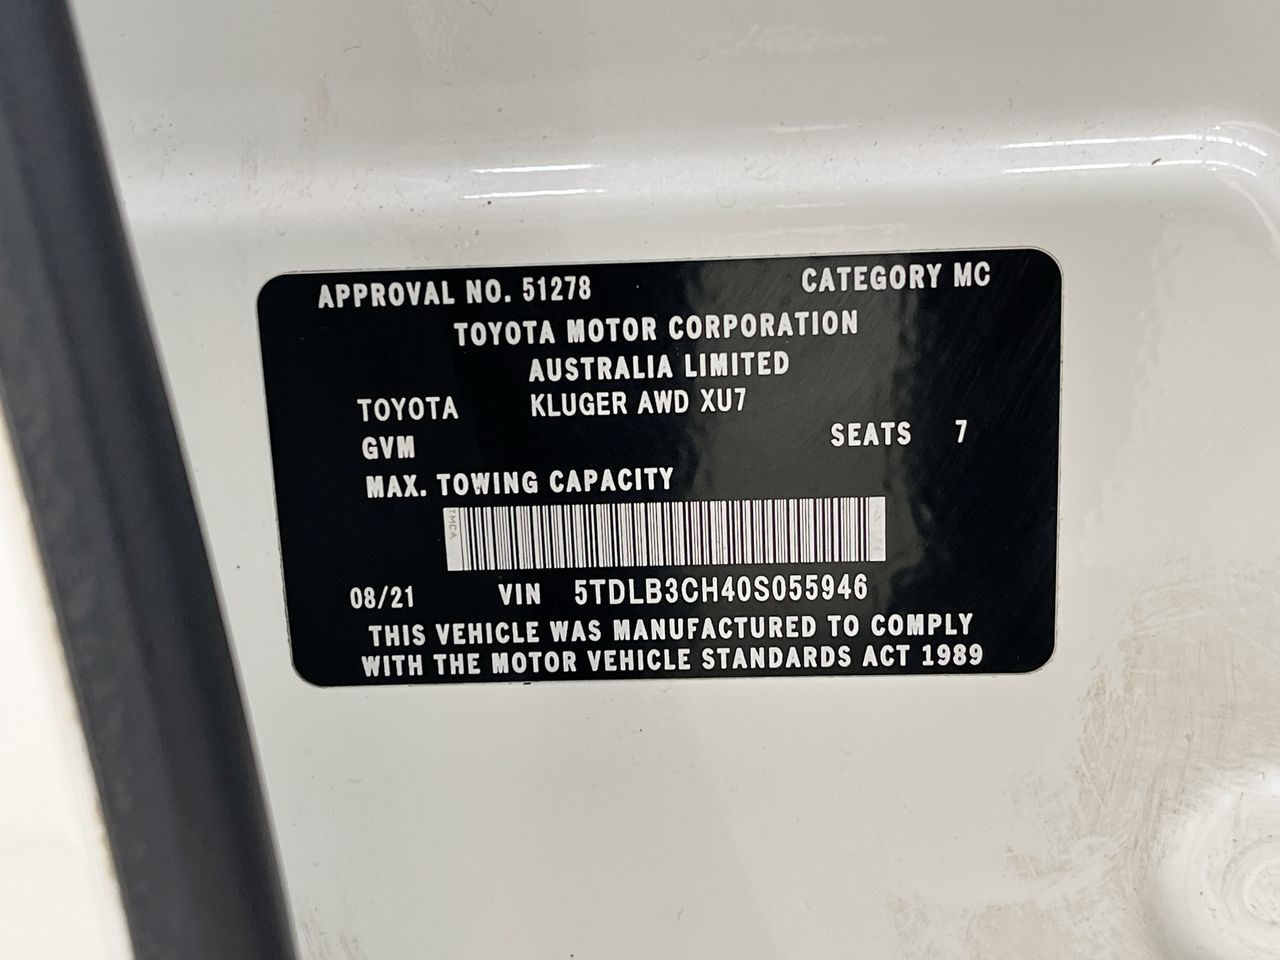 APPROVAL NO. 51278 CATEGORY MC
TOYOTA MOTOR CORPORATION
AUSTRALIA LIMITED
TOYOTA KLUGER AWD XU7
GVM SEATS 7
MAX. TOWING CAPACITY
TMCA
08/21 VIN 5TDLB3CH40S055946
THIS VEHICLE WAS MANUFACTURED TO COMPLY
WITH THE MOTOR VEHICLE STANDARDS ACT 1989